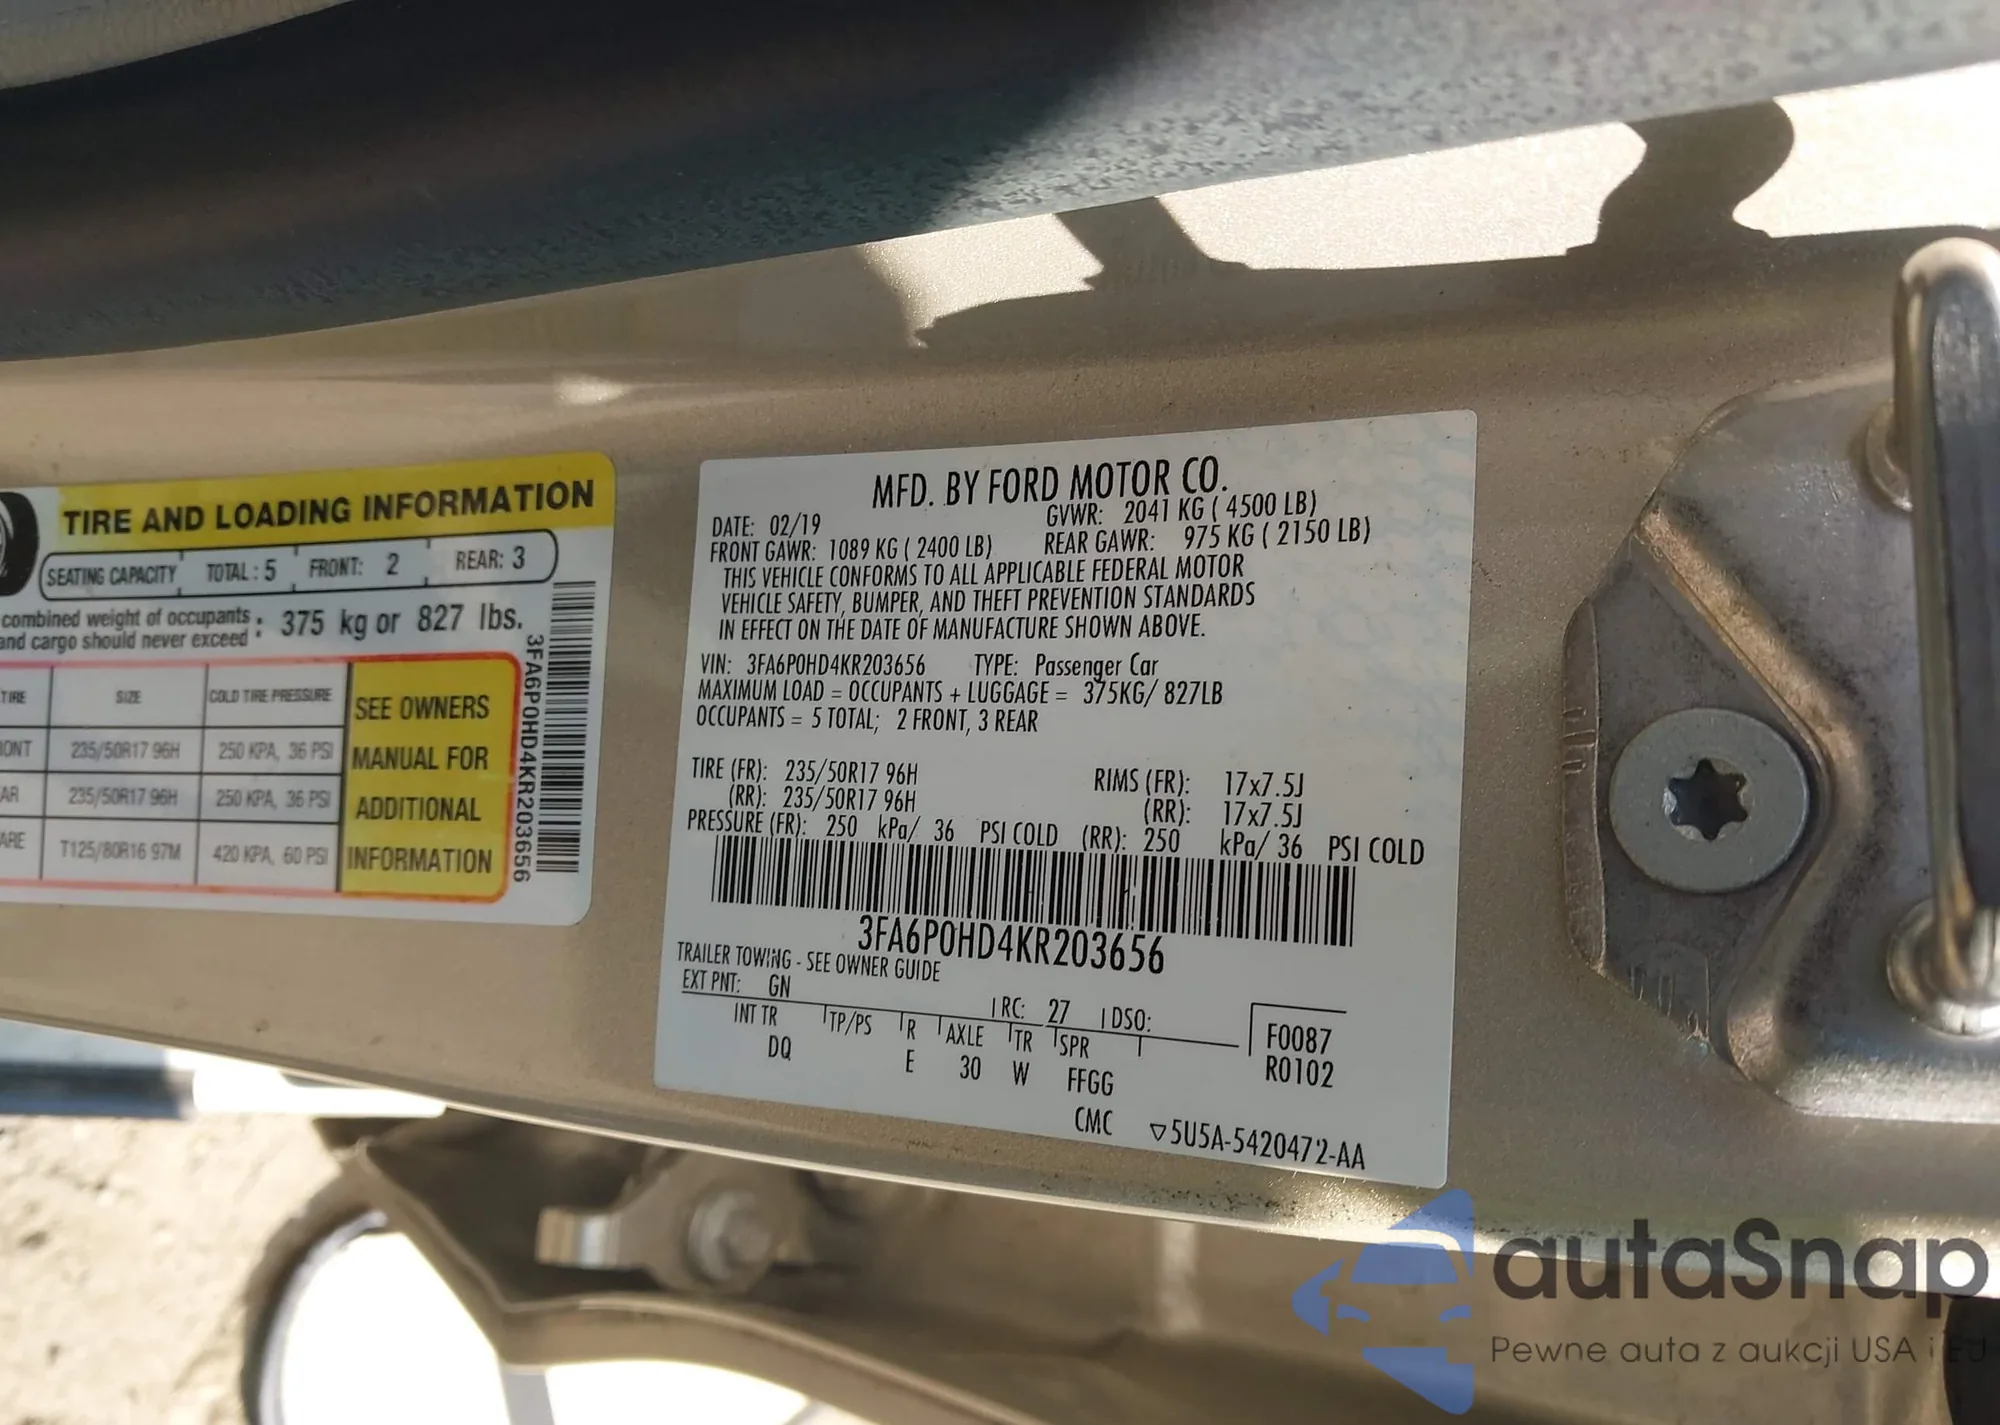 TIRE AND LOADING INFORMATION
SEATING CAPACITY TOTAL: 5 FRONT: 2 REAR: 3
combined weight of occupants
and cargo should never exceed : 375 kg or 827 lbs.
TIRE SIZE COLD TIRE PRESSURE
235/50R17 96H 250 KPA, 36 PSI
235/50R17 96H 250 KPA, 36 PSI
T125/80R16 97M 420 KPA, 60 PSI
SEE OWNERS
MANUAL FOR
ADDITIONAL
INFORMATION
3FA6P0HD4KR203656
MFD. BY FORD MOTOR CO.
DATE: 02/19 GVWR: 2041 KG ( 4500 LB)
FRONT GAWR: 1089 KG ( 2400 LB) REAR GAWR: 975 KG ( 2150 LB)
THIS VEHICLE CONFORMS TO ALL APPLICABLE FEDERAL MOTOR
VEHICLE SAFETY, BUMPER, AND THEFT PREVENTION STANDARDS
IN EFFECT ON THE DATE OF MANUFACTURE SHOWN ABOVE.
VIN: 3FA6P0HD4KR203656 TYPE: Passenger Car
MAXIMUM LOAD = OCCUPANTS + LUGGAGE = 375KG/ 827LB
OCCUPANTS = 5 TOTAL; 2 FRONT, 3 REAR
TIRE (FR): 235/50R17 96H RIMS (FR): 17x7.5J
(RR): 235/50R17 96H (RR): 17x7.5J
PRESSURE (FR): 250 kPa/ 36 PSI COLD (RR): 250 kPa/ 36 PSI COLD
3FA6P0HD4KR203656
TRAILER TOWING - SEE OWNER GUIDE
EXT PNT: GN RC: 27 DSO:
INT TR TP/PS R AXLE TR SPR
DQ E 30 W FFGG
F0087
R0102
CMC ▽5U5A-5420472-AA
autaSnap
Pewne auta z aukcji USA i EU